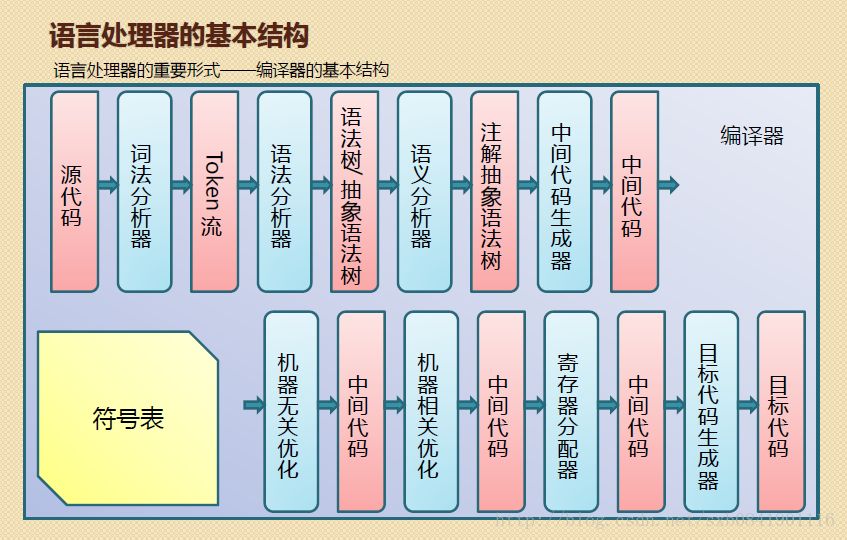 语言处理器的基本结构
语言处理器的重要形式——编译器的基本结构
源代码
词法分析器
Token 流
语法分析器
语法树/抽象语法树
语义分析器
注解抽象语法树
中间代码生成器
中间代码
编译器
符号表
机器无关优化
中间代码
机器相关优化
中间代码
寄存器分配器
中间代码
目标代码生成器
目标代码